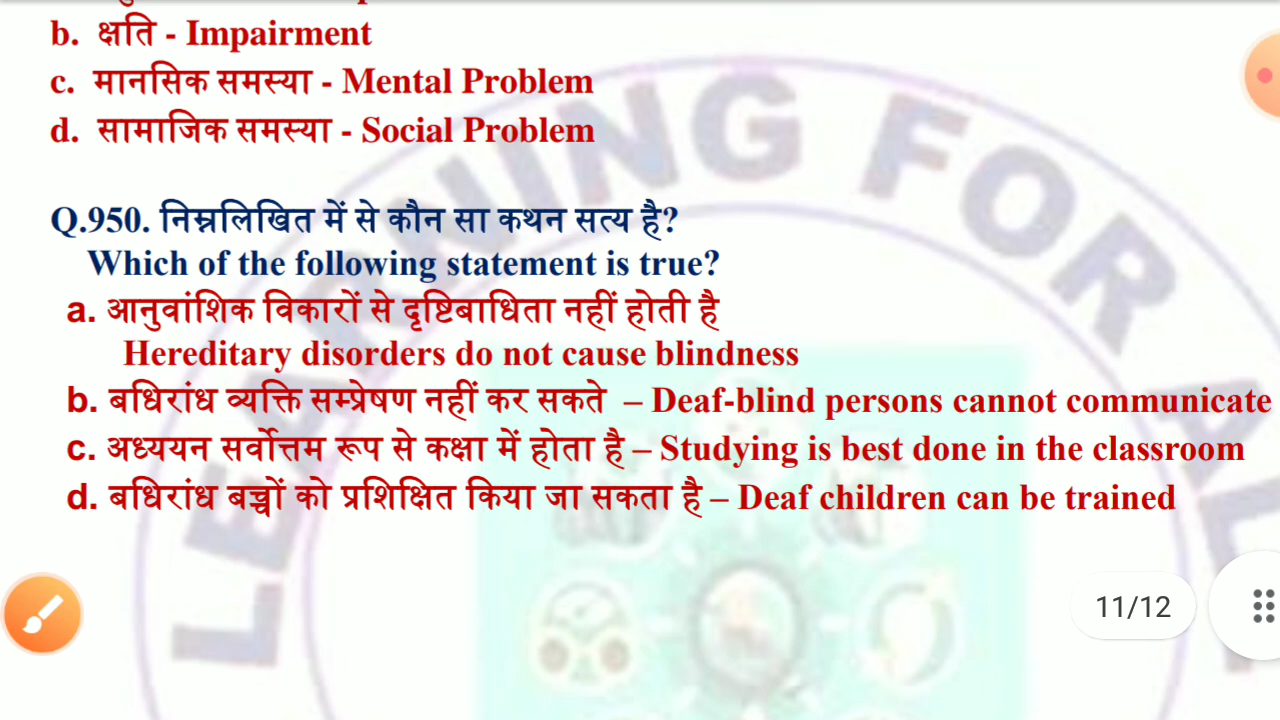 b. क्षति - Impairment
c. मानसिक समस्या - Mental Problem
d. सामाजिक समस्या - Social Problem
Q.950. निम्नलिखित में से कौन सा कथन सत्य है?
Which of the following statement is true?
a. आनुवांशिक विकारों से दृष्टिबाधिता नहीं होती है
Hereditary disorders do not cause blindness
b. बधिरांध व्यक्ति सम्प्रेषण नहीं कर सकते – Deaf-blind persons cannot communicate
c. अध्ययन सर्वोत्तम रूप से कक्षा में होता है – Studying is best done in the classroom
d. बधिरांध बच्चों को प्रशिक्षित किया जा सकता है – Deaf children can be trained
11/12
LEARNING FOR ALL